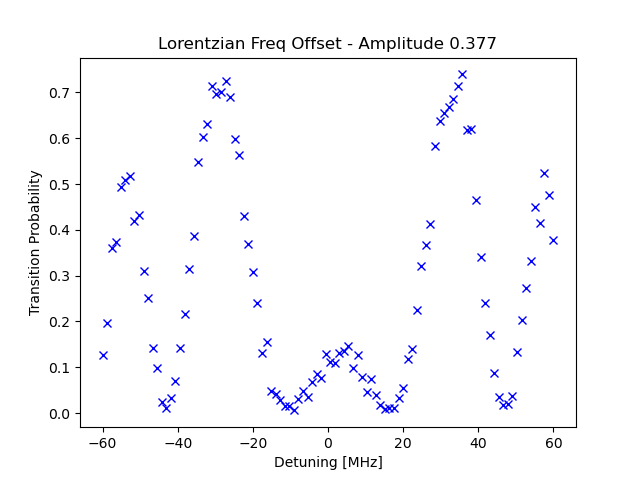 Lorentzian Freq Offset - Amplitude 0.377
Transition Probability
0.7
0.6
0.5
0.4
0.3
0.2
0.1
0.0
−60 −40 −20 0 20 40 60
Detuning [MHz]